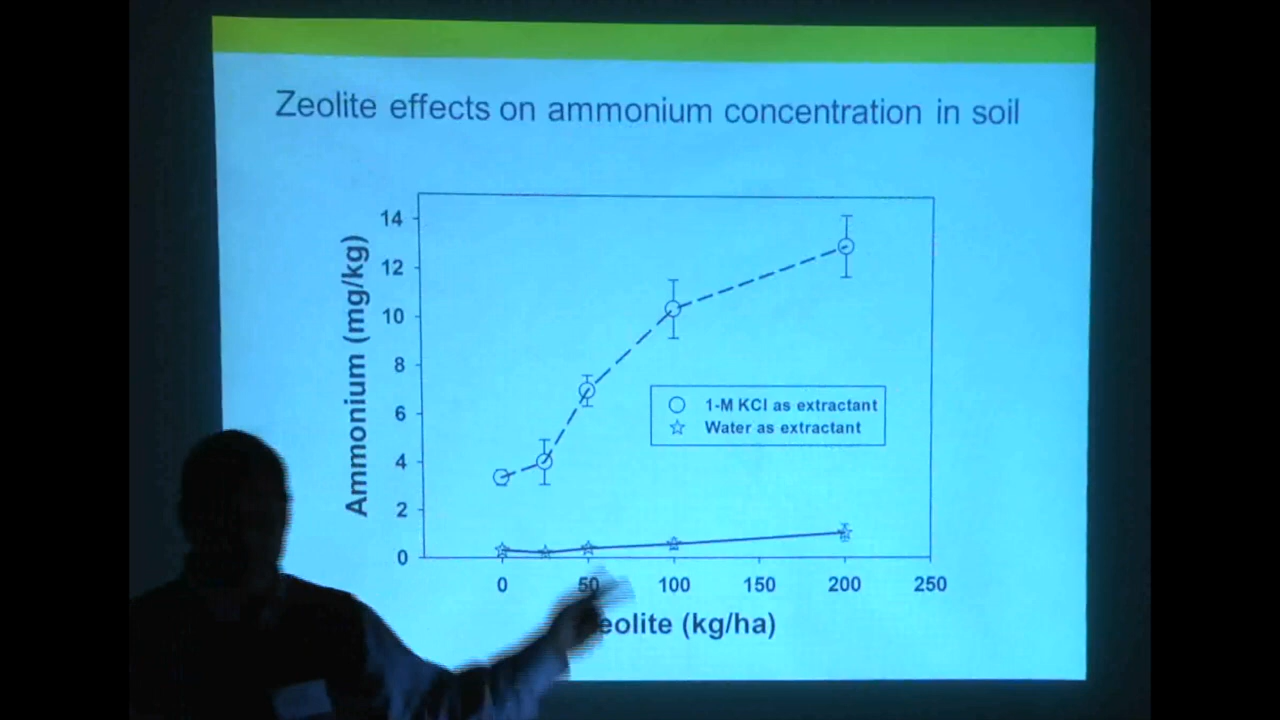 Zeolite effects on ammonium concentration in soil
Ammonium (mg/kg)
14
12
10
8
6
4
2
0
1-M KCl as extractant
Water as extractant
0 50 100 150 200 250
eolite (kg/ha)